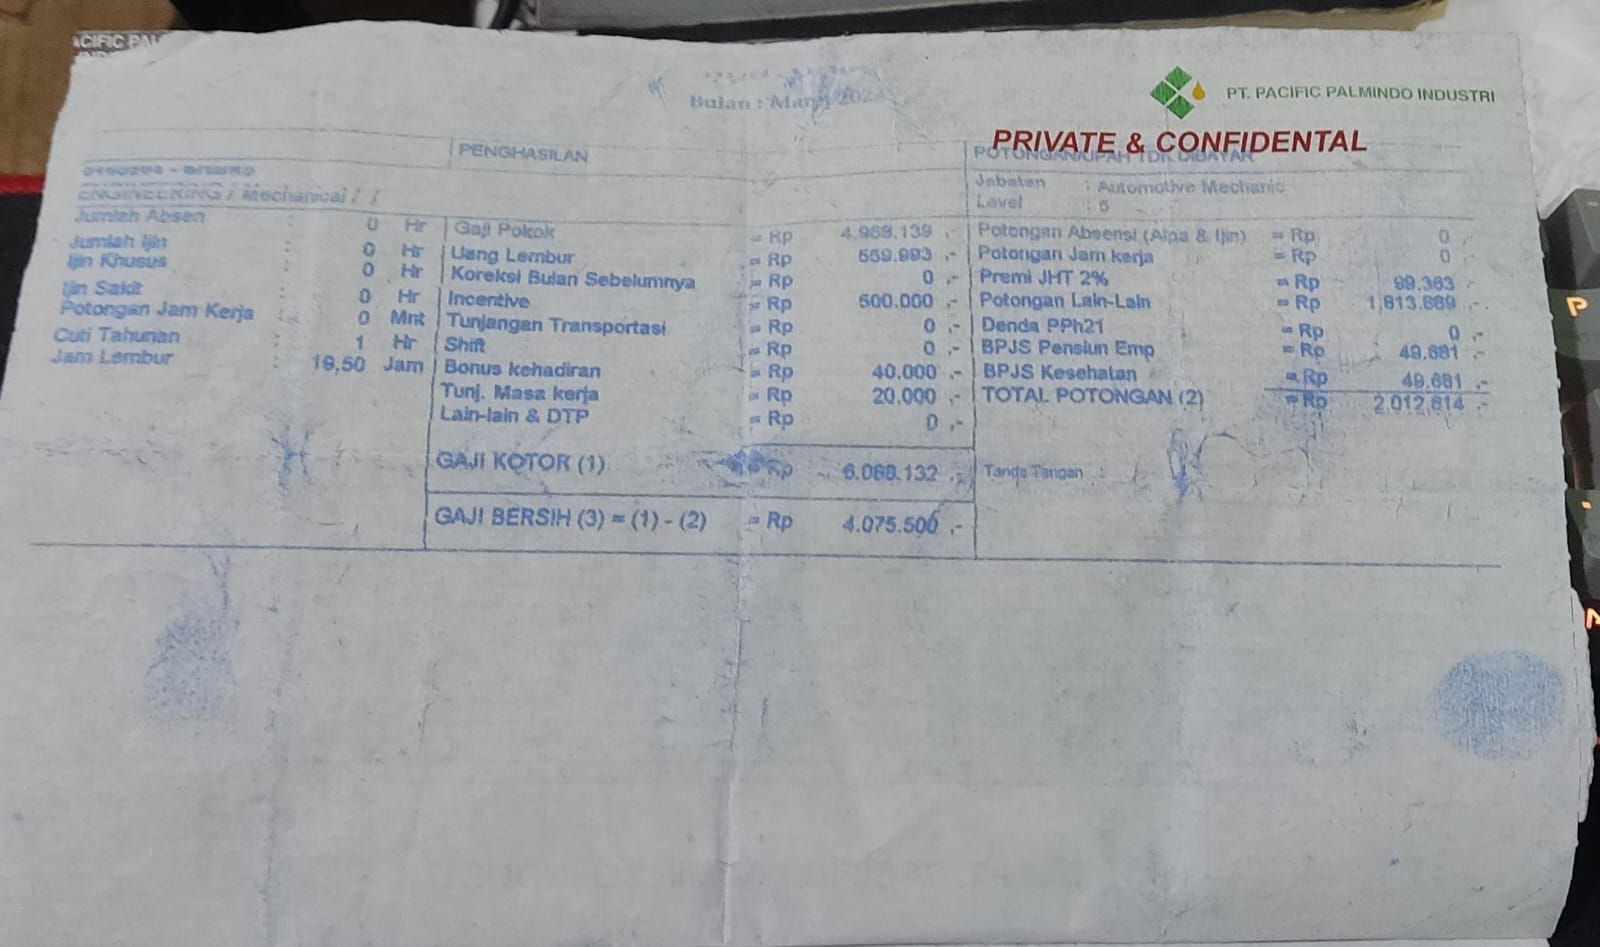 ACIFIC PAL
Bulan :
PT. PACIFIC PALMINDO INDUSTRI
PRIVATE & CONFIDENTAL
PENGHASILAN
POTONGAN/UPAH TDK DIBAYAR
ENGINEERING / Mechanical / /
Jabatan : Automotive Mechanic
Level : 5
Jumlah Absen : 0 Hr Gaji Pokok = Rp 4.968.139 ,- Potongan Absensi (Alpa & Ijin) = Rp 0 ,-
Jumlah Ijin : 0 Hr Uang Lembur = Rp 559.993 ,- Potongan Jam kerja = Rp 0 ,-
Ijin Khusus : 0 Hr Koreksi Bulan Sebelumnya = Rp 0 ,- Premi JHT 2% = Rp 99.363 ,-
Ijin Sakit : 0 Hr Incentive = Rp 500.000 ,- Potongan Lain-Lain = Rp 1.813.889 ,-
Potongan Jam Kerja : 0 Mnt Tunjangan Transportasi = Rp 0 ,- Denda PPh21 = Rp 0 ,-
Cuti Tahunan : 1 Hr Shift = Rp 0 ,- BPJS Pensiun Emp = Rp 49.681 ,-
Jam Lembur : 19,50 Jam Bonus kehadiran = Rp 40.000 ,- BPJS Kesehatan = Rp 49.681 ,-
Tunj. Masa kerja = Rp 20.000 ,- TOTAL POTONGAN (2) = Rp 2.012.614 ,-
Lain-lain & DTP = Rp 0 ,-
GAJI KOTOR (1) = Rp 6.088.132 ,- Tanda Tangan :
GAJI BERSIH (3) = (1) - (2) = Rp 4.075.500 ,-